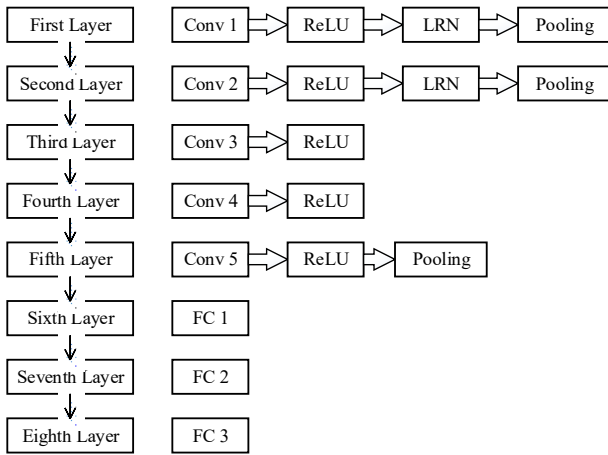 First Layer Conv 1 ReLU LRN Pooling
Second Layer Conv 2 ReLU LRN Pooling
Third Layer Conv 3 ReLU
Fourth Layer Conv 4 ReLU
Fifth Layer Conv 5 ReLU Pooling
Sixth Layer FC 1
Seventh Layer FC 2
Eighth Layer FC 3